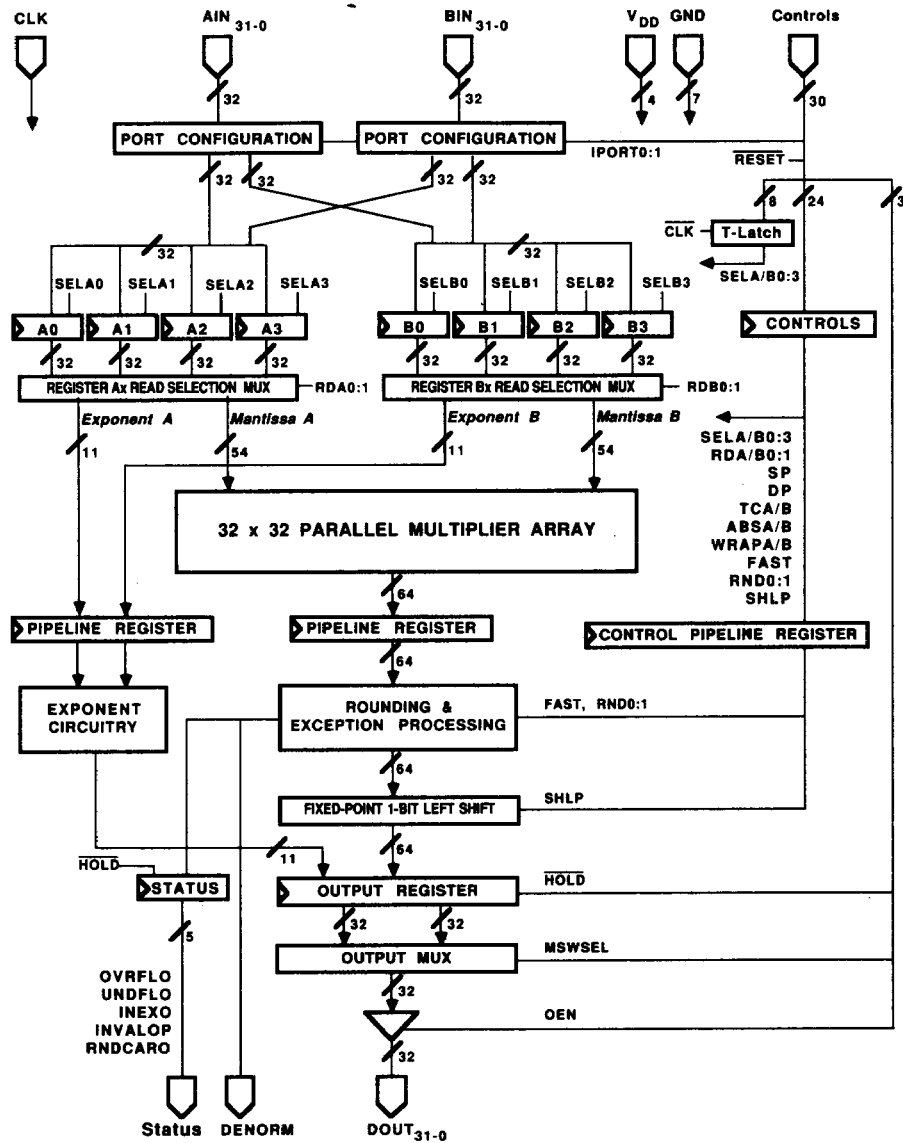 CLK AIN 31-0 BIN 31-0 V DD GND Controls
32 32 4 7 30
PORT CONFIGURATION PORT CONFIGURATION
IPORT0:1
RESET
32 32 32 32 8 24 3
CLK T-Latch
32 32
SELA/B0:3
SELA0 SELA1 SELA2 SELA3 SELB0 SELB1 SELB2 SELB3
A0 A1 A2 A3 B0 B1 B2 B3 CONTROLS
32 32 32 32 32 32 32 32
REGISTER Ax READ SELECTION MUX RDA0:1 REGISTER Bx READ SELECTION MUX RDB0:1
Exponent A Mantissa A Exponent B Mantissa B
11 54 11 54
SELA/B0:3
RDA/B0:1
SP
DP
TCA/B
ABSA/B
WRAPA/B
FAST
RND0:1
SHLP
32 x 32 PARALLEL MULTIPLIER ARRAY
64
PIPELINE REGISTER PIPELINE REGISTER CONTROL PIPELINE REGISTER
64
EXPONENT
CIRCUITRY
ROUNDING &
EXCEPTION PROCESSING
FAST, RND0:1
64
FIXED-POINT 1-BIT LEFT SHIFT SHLP
11 64
HOLD
STATUS OUTPUT REGISTER HOLD
5 32 32
OUTPUT MUX MSWSEL
32
OVRFLO
UNDFLO
INEXO
INVALOP
RNDCARO
OEN
32
Status DENORM DOUT 31-0